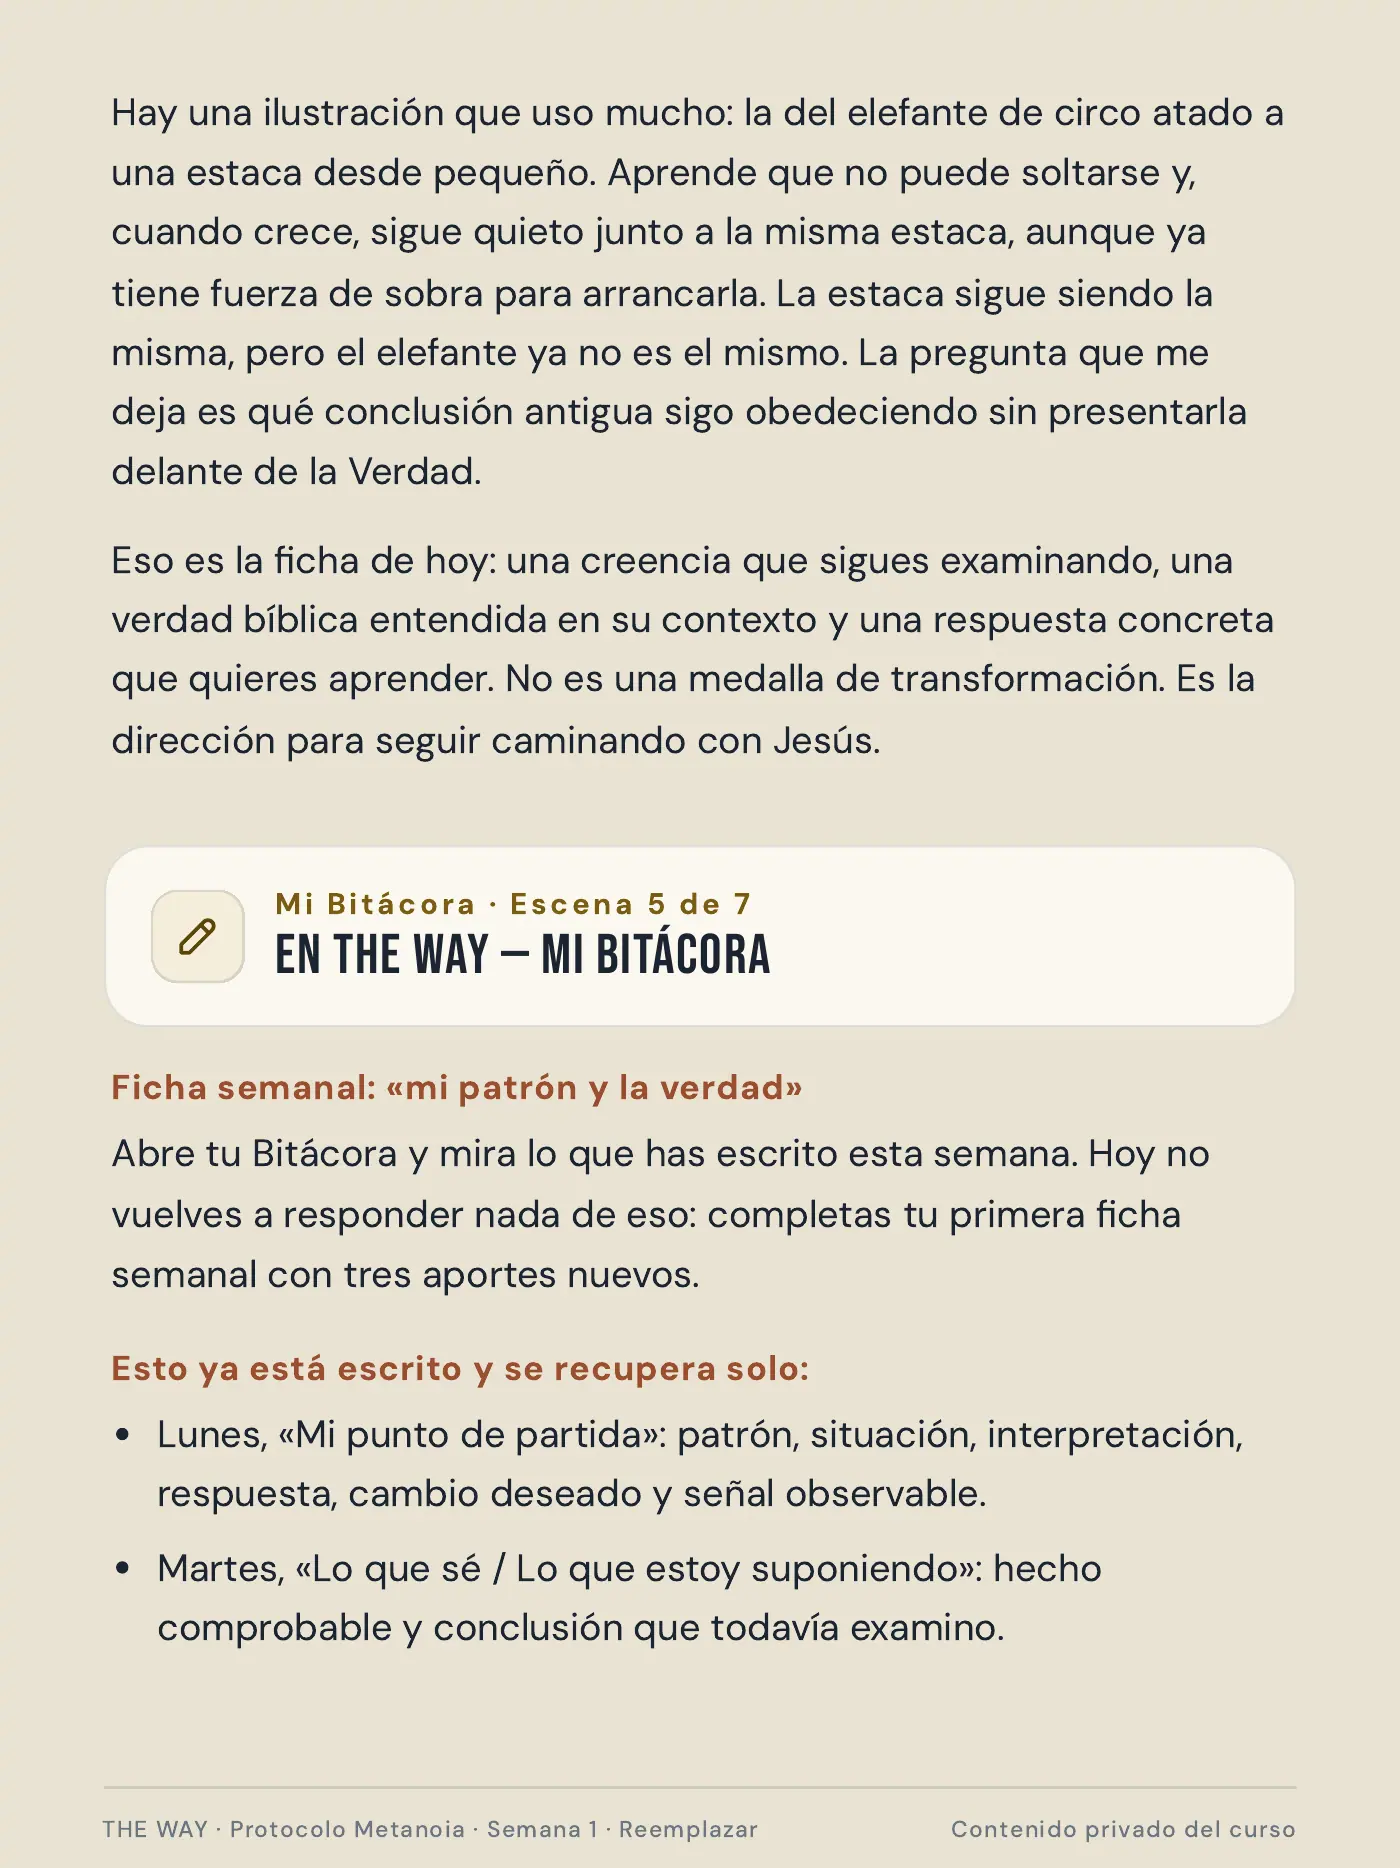 Hay una ilustración que uso mucho: la del elefante de circo atado a
una estaca desde pequeño. Aprende que no puede soltarse y,
cuando crece, sigue quieto junto a la misma estaca, aunque ya
tiene fuerza de sobra para arrancarla. La estaca sigue siendo la
misma, pero el elefante ya no es el mismo. La pregunta que me
deja es qué conclusión antigua sigo obedeciendo sin presentarla
delante de la Verdad.
Eso es la ficha de hoy: una creencia que sigues examinando, una
verdad bíblica entendida en su contexto y una respuesta concreta
que quieres aprender. No es una medalla de transformación. Es la
dirección para seguir caminando con Jesús.
Mi Bitácora · Escena 5 de 7
EN THE WAY — MI BITÁCORA
Ficha semanal: «mi patrón y la verdad»
Abre tu Bitácora y mira lo que has escrito esta semana. Hoy no
vuelves a responder nada de eso: completas tu primera ficha
semanal con tres aportes nuevos.
Esto ya está escrito y se recupera solo:
• Lunes, «Mi punto de partida»: patrón, situación, interpretación,
respuesta, cambio deseado y señal observable.
• Martes, «Lo que sé / Lo que estoy suponiendo»: hecho
comprobable y conclusión que todavía examino.
THE WAY · Protocolo Metanoia · Semana 1 · Reemplazar
Contenido privado del curso